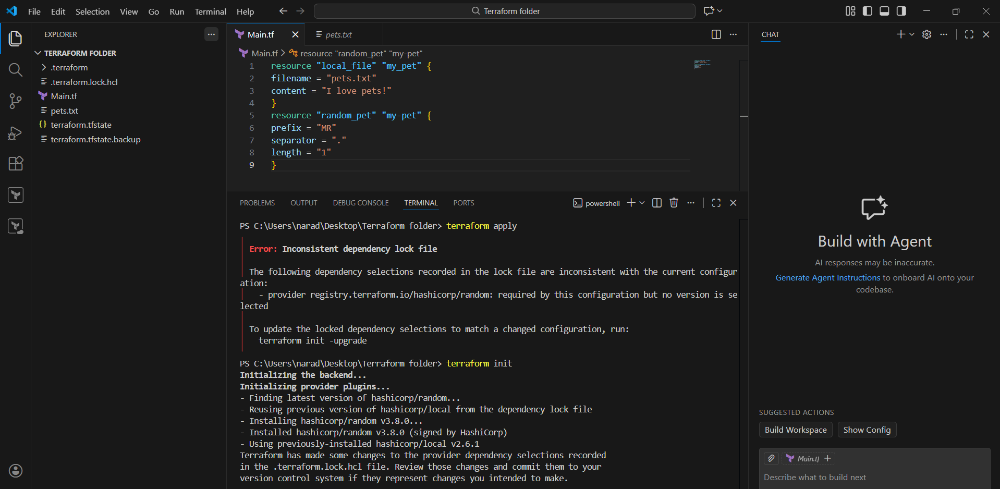 File Edit Selection View Go Run Terminal Help
Terraform folder
EXPLORER
TERRAFORM FOLDER
.terraform
.terraform.lock.hcl
Main.tf
pets.txt
terraform.tfstate
terraform.tfstate.backup
Main.tf
pets.txt
Main.tf > resource "random_pet" "my-pet"
1 resource "local_file" "my_pet" {
2 filename = "pets.txt"
3 content = "I love pets!"
4 }
5 resource "random_pet" "my-pet" {
6 prefix = "MR"
7 separator = "."
8 length = "1"
9 }
PROBLEMS OUTPUT DEBUG CONSOLE TERMINAL PORTS
powershell
PS C:\Users\narad\Desktop\Terraform folder> terraform apply
Error: Inconsistent dependency lock file
The following dependency selections recorded in the lock file are inconsistent with the current configur
ation:
- provider registry.terraform.io/hashicorp/random: required by this configuration but no version is se
lected
To update the locked dependency selections to match a changed configuration, run:
terraform init -upgrade
PS C:\Users\narad\Desktop\Terraform folder> terraform init
Initializing the backend...
Initializing provider plugins...
- Finding latest version of hashicorp/random...
- Reusing previous version of hashicorp/local from the dependency lock file
- Installing hashicorp/random v3.8.0...
- Installed hashicorp/random v3.8.0 (signed by HashiCorp)
- Using previously-installed hashicorp/local v2.6.1
Terraform has made some changes to the provider dependency selections recorded
in the .terraform.lock.hcl file. Review those changes and commit them to your
version control system if they represent changes you intended to make.
CHAT
Build with Agent
AI responses may be inaccurate.
Generate Agent Instructions to onboard AI onto your
codebase.
SUGGESTED ACTIONS
Build Workspace
Show Config
Main.tf
Describe what to build next